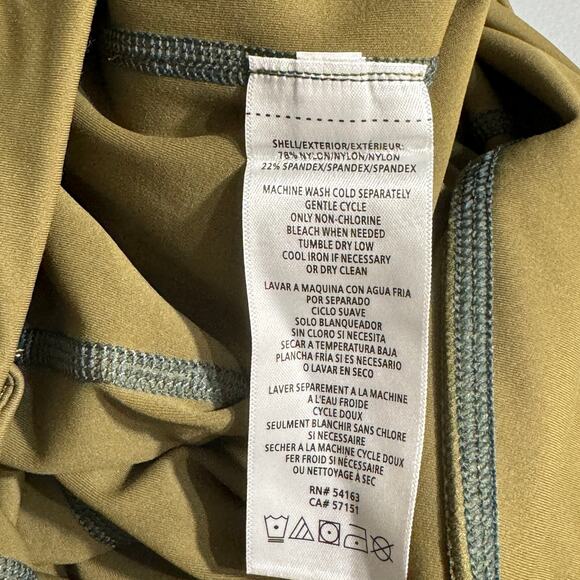 SHELL/EXTERIOR/EXTÉRIEUR:
78% NYLON/NYLON/NYLON
22% SPANDEX/SPANDEX/SPANDEX
MACHINE WASH COLD SEPARATELY
GENTLE CYCLE
ONLY NON-CHLORINE
BLEACH WHEN NEEDED
TUMBLE DRY LOW
COOL IRON IF NECESSARY
OR DRY CLEAN
LAVAR A MAQUINA CON AGUA FRIA
POR SEPARADO
CICLO SUAVE
SOLO BLANQUEADOR
SIN CLORO SI NECESITA
SECAR A TEMPERATURA BAJA
PLANCHA FRÍA SI ES NECESARIO
O LAVAR EN SECO
LAVER SEPAREMENT A LA MACHINE
A L'EAU FROIDE
CYCLE DOUX
SEULMENT BLANCHIR SANS CHLORE
SI NECESSAIRE
SECHER A LA MACHINE CYCLE DOUX
FER FROID SI NÉCESSAIRE
OU NETTOYAGE À SEC
RN# 54163
CA# 57151